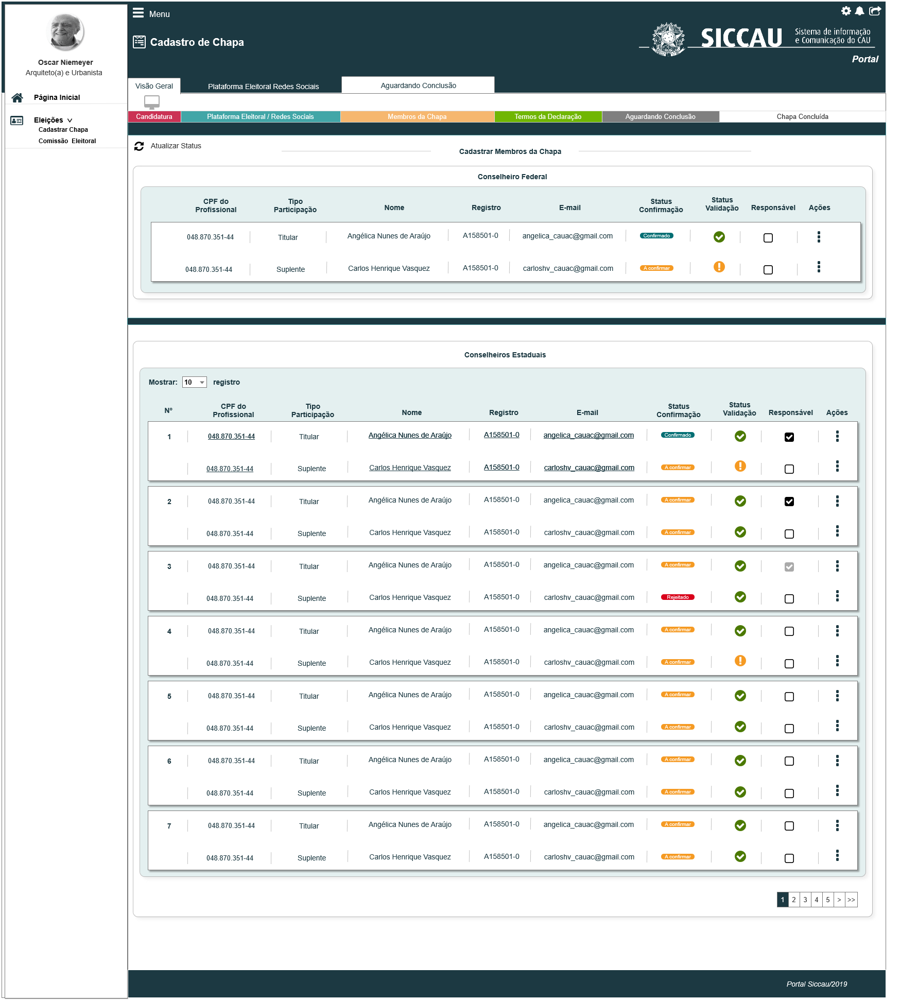 Menu
Cadastro de Chapa
SICCAU
Sistema de informação
e Comunicação do CAU
Portal
Oscar Niemeyer
Arquiteto(a) e Urbanista
Página Inicial
Eleições
Cadastrar Chapa
Comissão Eleitoral
Visão Geral Plataforma Eleitoral Redes Sociais Aguardando Conclusão
Candidatura Plataforma Eleitoral / Redes Sociais Membros da Chapa Termos da Declaração Aguardando Conclusão Chapa Concluída
Atualizar Status
Cadastrar Membros da Chapa
Conselheiro Federal
CPF do Profissional Tipo Participação Nome Registro E-mail Status Confirmação Status Validação Responsável Ações
048.870.351-44 Titular Angélica Nunes de Araújo A158501-0 angelica_cauac@gmail.com Confirmado
048.870.351-44 Suplente Carlos Henrique Vasquez A158501-0 carloshv_cauac@gmail.com A confirmar
Conselheiros Estaduais
Mostrar: 10 registro
Nº CPF do Profissional Tipo Participação Nome Registro E-mail Status Confirmação Status Validação Responsável Ações
1 048.870.351-44 Titular Angélica Nunes de Araújo A158501-0 angelica_cauac@gmail.com Confirmado
048.870.351-44 Suplente Carlos Henrique Vasquez A158501-0 carloshv_cauac@gmail.com A confirmar
2 048.870.351-44 Titular Angélica Nunes de Araújo A158501-0 angelica_cauac@gmail.com A confirmar
048.870.351-44 Suplente Carlos Henrique Vasquez A158501-0 carloshv_cauac@gmail.com A confirmar
3 048.870.351-44 Titular Angélica Nunes de Araújo A158501-0 angelica_cauac@gmail.com A confirmar
048.870.351-44 Suplente Carlos Henrique Vasquez A158501-0 carloshv_cauac@gmail.com Rejeitado
4 048.870.351-44 Titular Angélica Nunes de Araújo A158501-0 angelica_cauac@gmail.com A confirmar
048.870.351-44 Suplente Carlos Henrique Vasquez A158501-0 carloshv_cauac@gmail.com A confirmar
5 048.870.351-44 Titular Angélica Nunes de Araújo A158501-0 angelica_cauac@gmail.com A confirmar
048.870.351-44 Suplente Carlos Henrique Vasquez A158501-0 carloshv_cauac@gmail.com A confirmar
6 048.870.351-44 Titular Angélica Nunes de Araújo A158501-0 angelica_cauac@gmail.com A confirmar
048.870.351-44 Suplente Carlos Henrique Vasquez A158501-0 carloshv_cauac@gmail.com A confirmar
7 048.870.351-44 Titular Angélica Nunes de Araújo A158501-0 angelica_cauac@gmail.com A confirmar
048.870.351-44 Suplente Carlos Henrique Vasquez A158501-0 carloshv_cauac@gmail.com A confirmar
1 2 3 4 5 > >>
Portal Siccau/2019